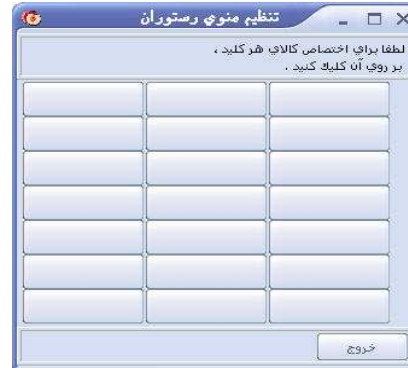 تنظيم منوي رستوران
لطفا براي اختصاص كالاي هر كليد ،
بر روي آن كليك كنيد .
خروج